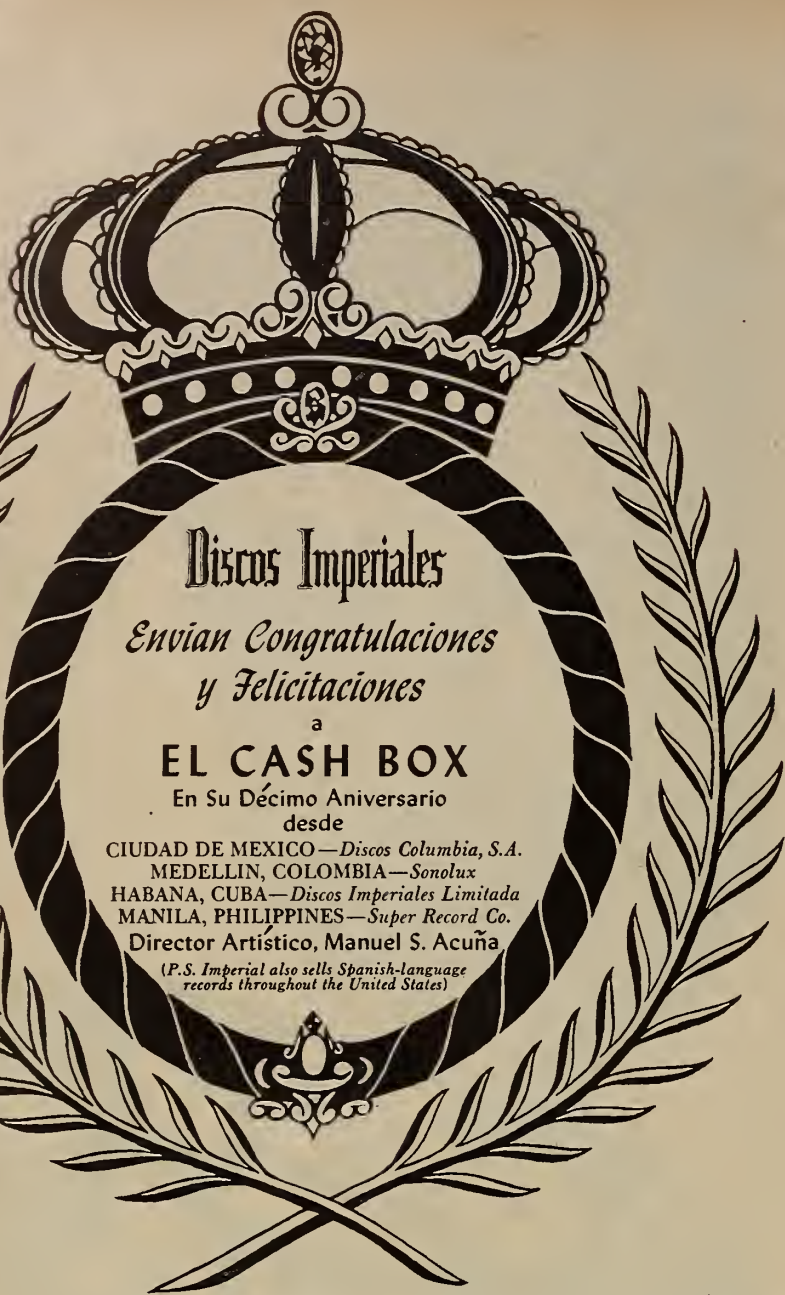 Discos Imperiales
Envian Congratulaciones
y Felicitaciones
a
EL CASH BOX
En Su Décimo Aniversario
desde
CIUDAD DE MEXICO—Discos Columbia, S.A.
MEDELLIN, COLOMBIA—Sonolux
HABANA, CUBA—Discos Imperiales Limitada
MANILA, PHILIPPINES—Super Record Co.
Director Artístico, Manuel S. Acuña
(P.S. Imperial also sells Spanish-language
records throughout the United States)